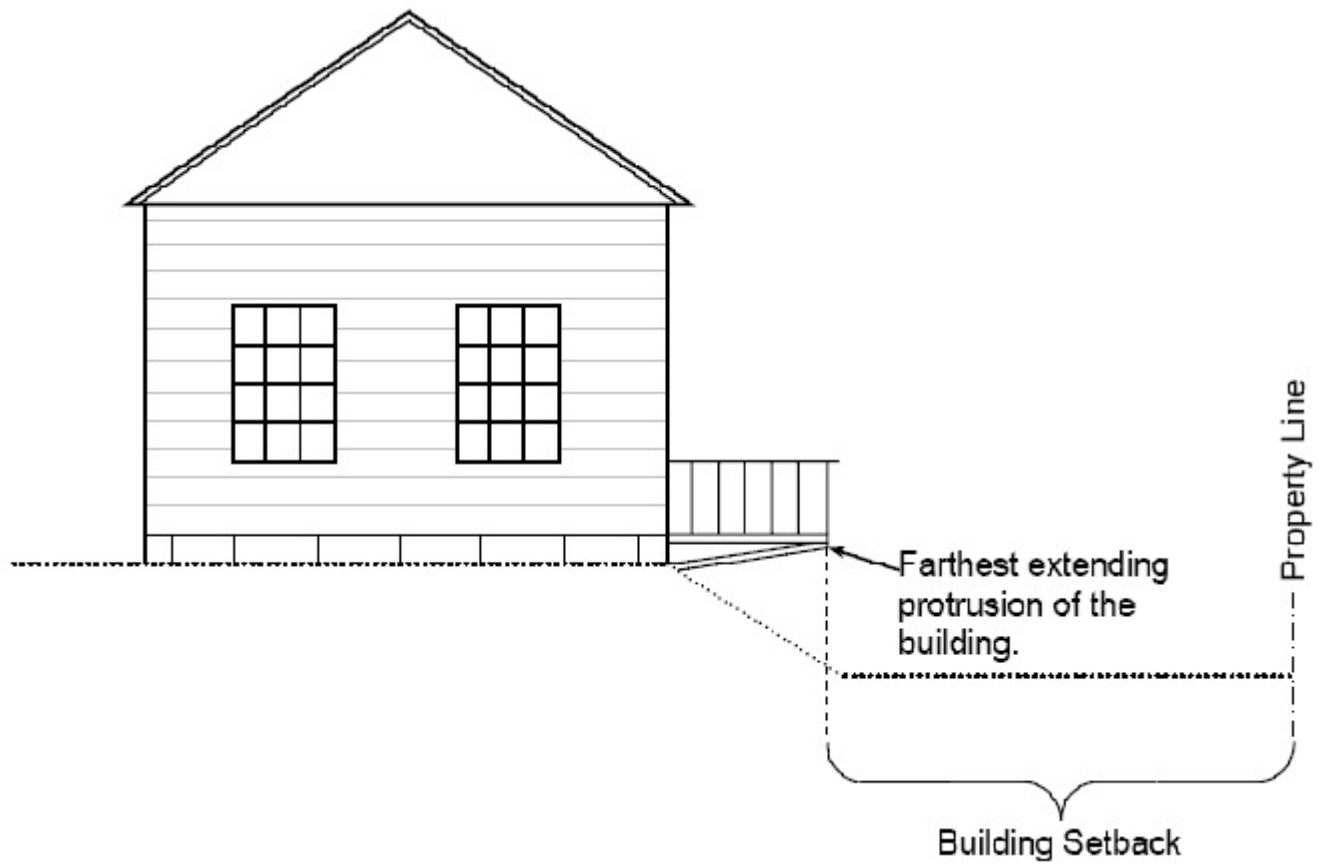 Property Line
Farthest extending
protrusion of the
building.
Building Setback